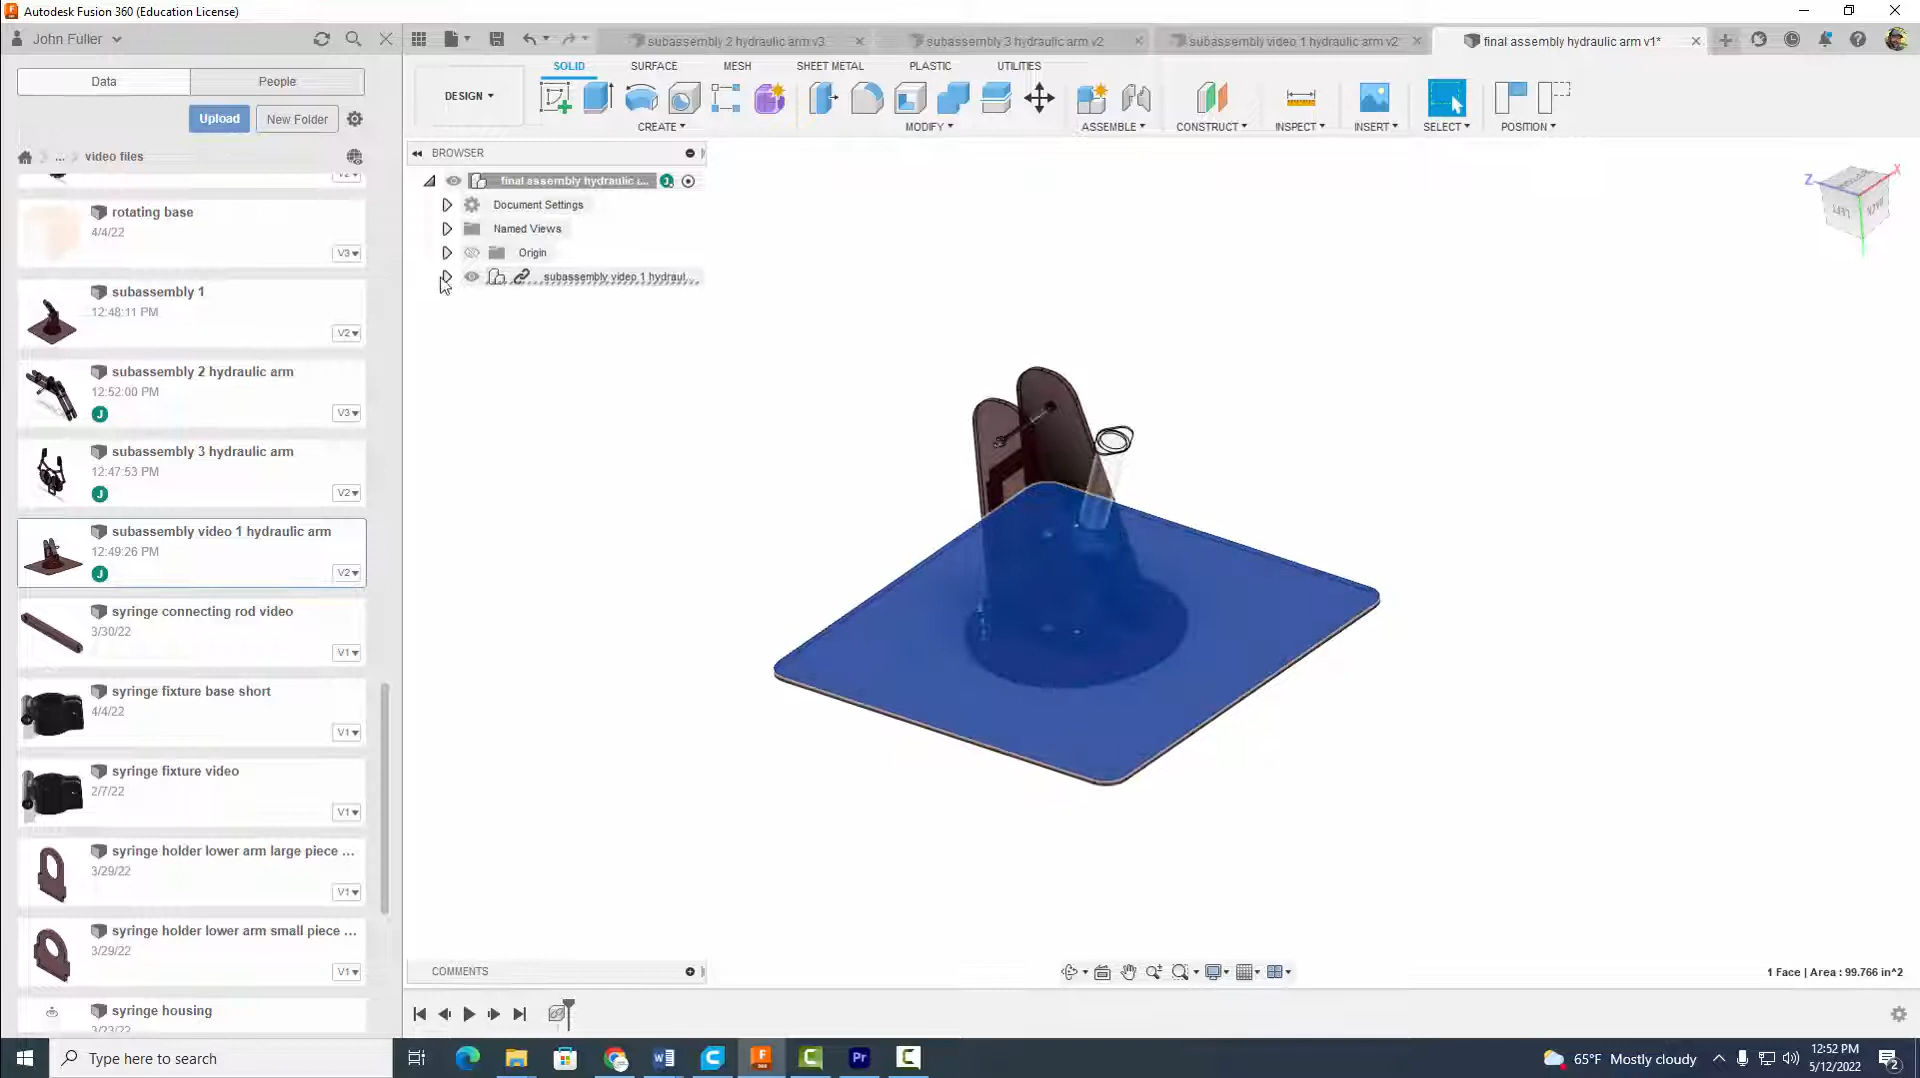 Autodesk Fusion 360 (Education License)
John Fuller
subassembly 2 hydraulic arm v3
subassembly 3 hydraulic arm v2
subassembly video 1 hydraulic arm v2
final assembly hydraulic arm v1*
Data
People
SOLID
SURFACE
MESH
SHEET METAL
PLASTIC
UTILITIES
DESIGN
Upload
New Folder
CREATE
MODIFY
ASSEMBLE
CONSTRUCT
INSPECT
INSERT
SELECT
POSITION
... video files
BROWSER
final assembly hydraulic ...
Document Settings
Named Views
Origin
subassembly video 1 hydraul...
rotating base
4/4/22
V3
subassembly 1
12:48:11 PM
V2
subassembly 2 hydraulic arm
12:52:00 PM
J
V3
subassembly 3 hydraulic arm
12:47:53 PM
J
V2
subassembly video 1 hydraulic arm
12:49:26 PM
J
V2
syringe connecting rod video
3/30/22
V1
syringe fixture base short
4/4/22
V1
syringe fixture video
2/7/22
V1
syringe holder lower arm large piece ...
3/29/22
V1
syringe holder lower arm small piece ...
3/29/22
V1
syringe housing
3/23/22
Z
X
LEFT
BACK
COMMENTS
1 Face | Area : 99.766 in^2
Type here to search
65°F Mostly cloudy
12:52 PM
5/12/2022
2